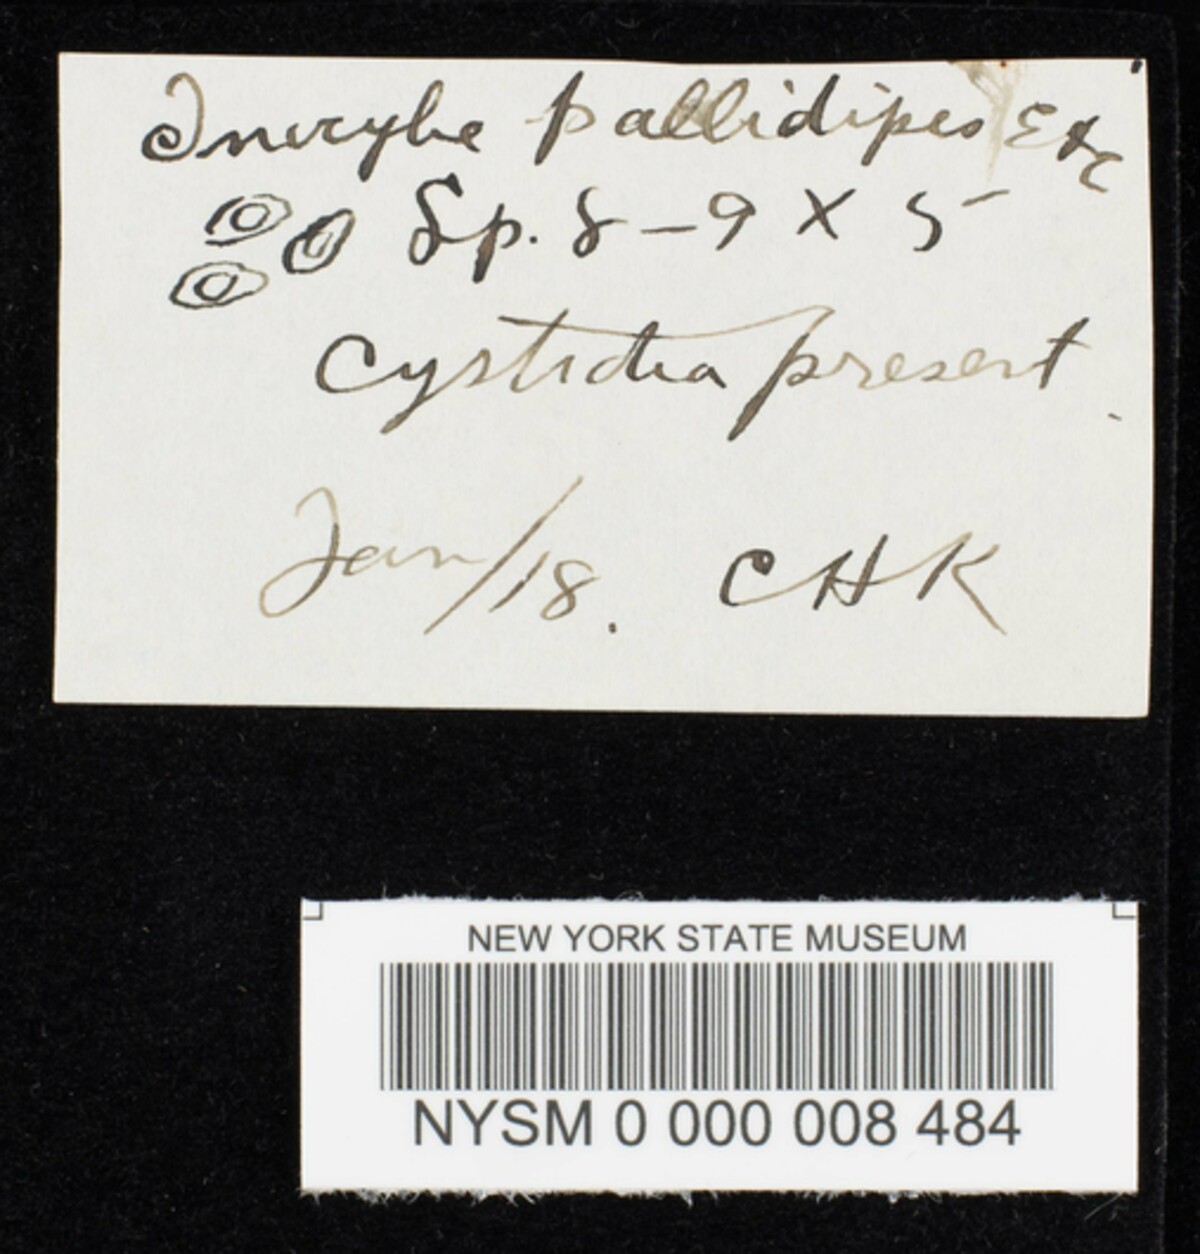 Inocybe pallidipes E & E
Sp. 8-9 X 5
Cystidia present.
Jan/18. CHK
NEW YORK STATE MUSEUM
NYSM 0 000 008 484